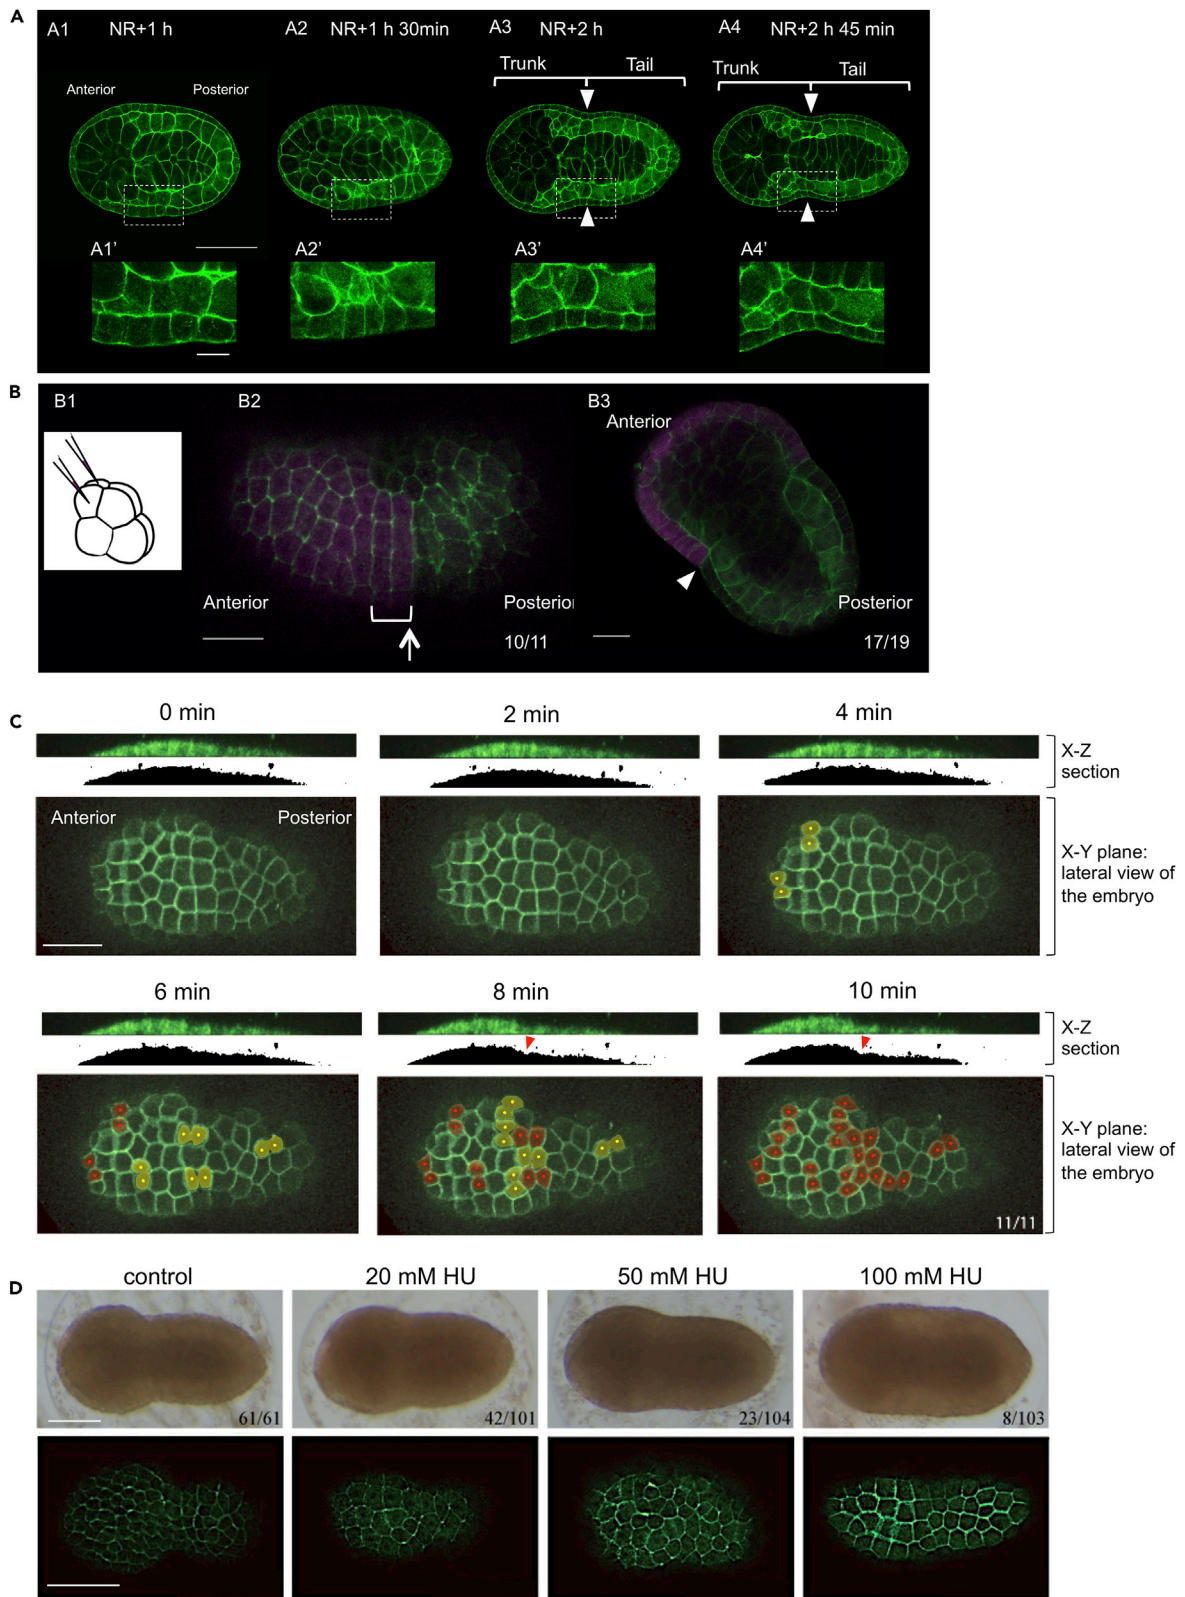 A
A1 NR+1 h
A2 NR+1 h 30min
A3 NR+2 h
A4 NR+2 h 45 min
Trunk Tail
Trunk Tail
Anterior Posterior
A1’
A2’
A3’
A4’
B
B1
B2
B3
Anterior
Anterior
Posterior
10/11
Posterior
17/19
C
0 min
2 min
4 min
X-Z
section
Anterior Posterior
X-Y plane:
lateral view of
the embryo
6 min
8 min
10 min
X-Z
section
X-Y plane:
lateral view of
the embryo
11/11
D
control
20 mM HU
50 mM HU
100 mM HU
61/61
42/101
23/104
8/103